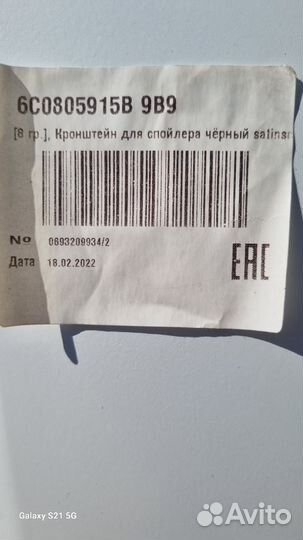 6C0805915B 9B9
[8 гр.], Кронштейн для спойлера чёрный satinsc
No 0693209934/2
Дата 18.02.2022
EAC
Galaxy S21 5G
Avito